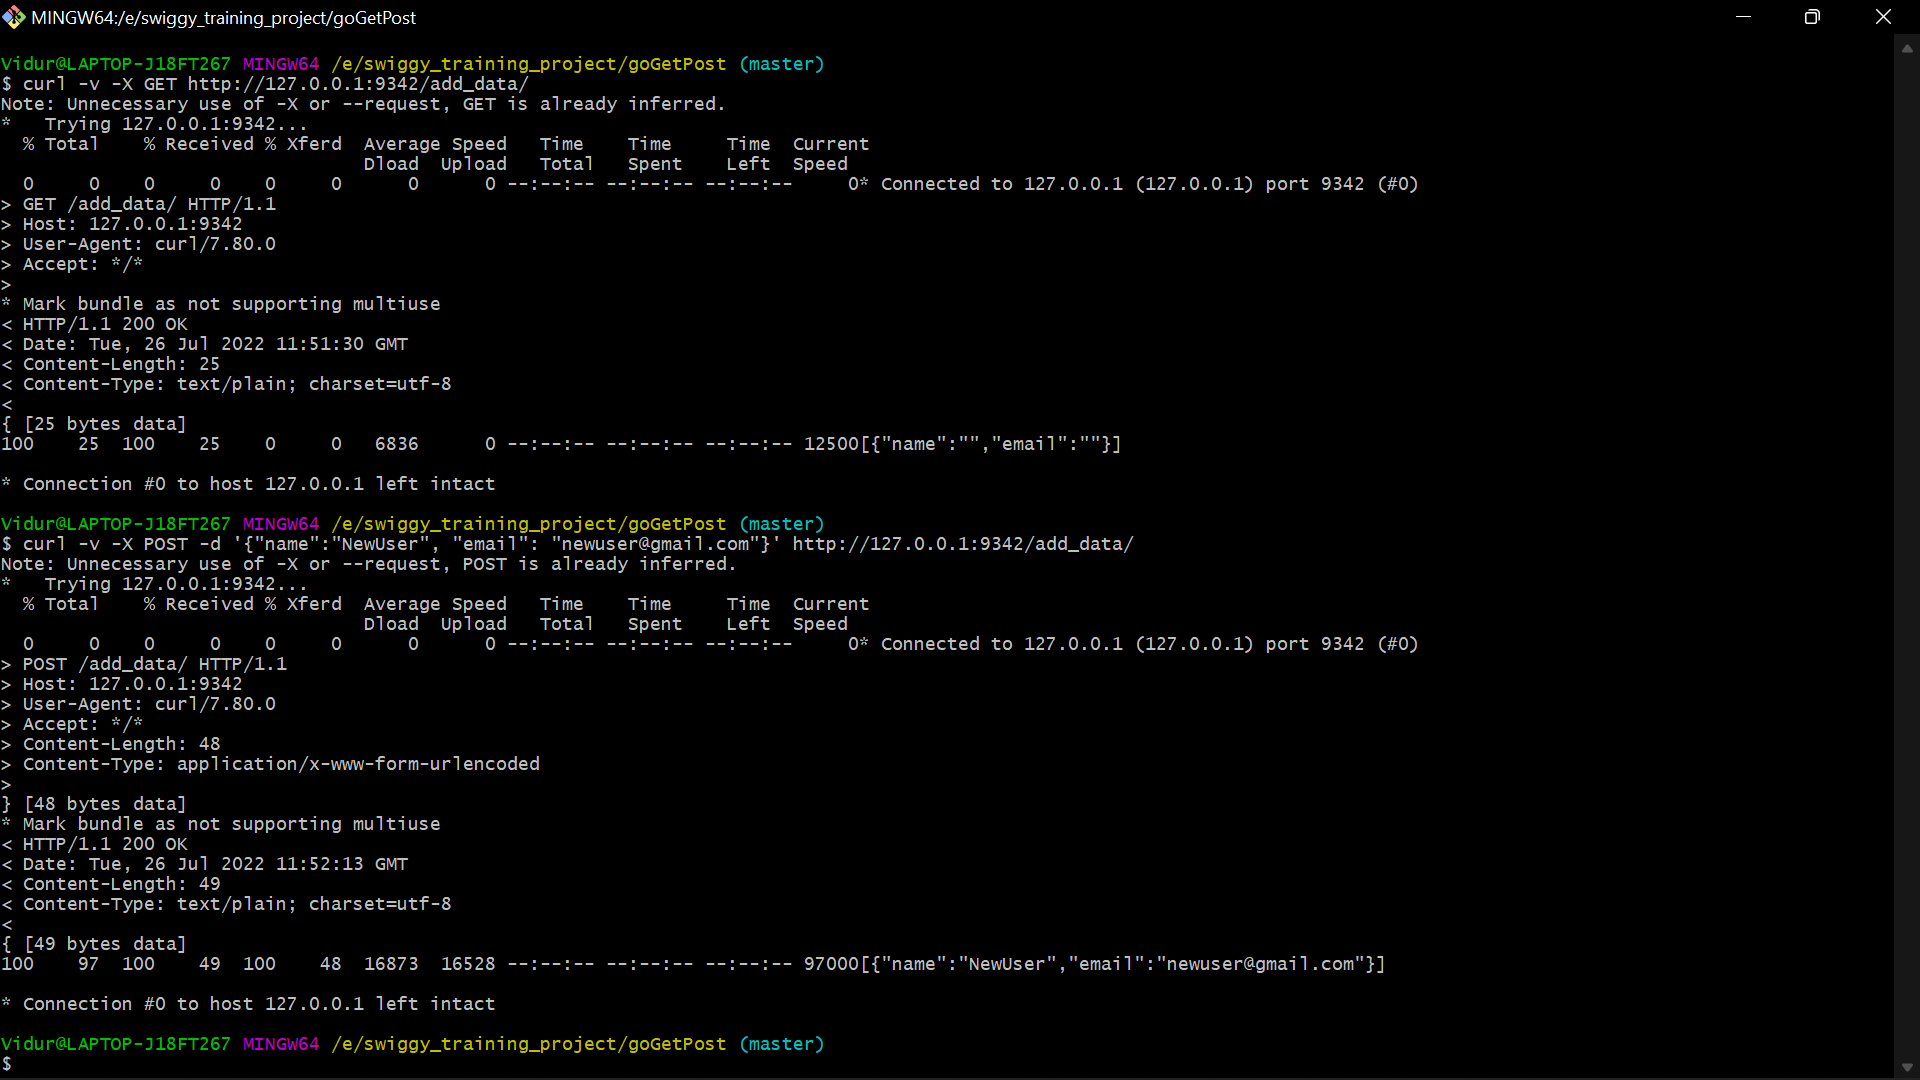 MINGW64:/e/swiggy_training_project/goGetPost
Vidur@LAPTOP-J18FT267 MINGW64 /e/swiggy_training_project/goGetPost (master)
$ curl -v -X GET http://127.0.0.1:9342/add_data/
Note: Unnecessary use of -X or --request, GET is already inferred.
*   Trying 127.0.0.1:9342...
  % Total    % Received % Xferd  Average Speed   Time    Time     Time  Current
                                 Dload  Upload   Total   Spent    Left  Speed
  0     0    0     0    0     0      0      0 --:--:-- --:--:-- --:--:--     0* Connected to 127.0.0.1 (127.0.0.1) port 9342 (#0)
> GET /add_data/ HTTP/1.1
> Host: 127.0.0.1:9342
> User-Agent: curl/7.80.0
> Accept: */*
>
* Mark bundle as not supporting multiuse
< HTTP/1.1 200 OK
< Date: Tue, 26 Jul 2022 11:51:30 GMT
< Content-Length: 25
< Content-Type: text/plain; charset=utf-8
<
{ [25 bytes data]
100    25  100    25    0     0   6836      0 --:--:-- --:--:-- --:--:-- 12500[{"name":"","email":""}]
* Connection #0 to host 127.0.0.1 left intact
Vidur@LAPTOP-J18FT267 MINGW64 /e/swiggy_training_project/goGetPost (master)
$ curl -v -X POST -d '{"name":"NewUser", "email": "newuser@gmail.com"}' http://127.0.0.1:9342/add_data/
Note: Unnecessary use of -X or --request, POST is already inferred.
*   Trying 127.0.0.1:9342...
  % Total    % Received % Xferd  Average Speed   Time    Time     Time  Current
                                 Dload  Upload   Total   Spent    Left  Speed
  0     0    0     0    0     0      0      0 --:--:-- --:--:-- --:--:--     0* Connected to 127.0.0.1 (127.0.0.1) port 9342 (#0)
> POST /add_data/ HTTP/1.1
> Host: 127.0.0.1:9342
> User-Agent: curl/7.80.0
> Accept: */*
> Content-Length: 48
> Content-Type: application/x-www-form-urlencoded
>
} [48 bytes data]
* Mark bundle as not supporting multiuse
< HTTP/1.1 200 OK
< Date: Tue, 26 Jul 2022 11:52:13 GMT
< Content-Length: 49
< Content-Type: text/plain; charset=utf-8
<
{ [49 bytes data]
100    97  100    49  100    48  16873  16528 --:--:-- --:--:-- --:--:-- 97000[{"name":"NewUser","email":"newuser@gmail.com"}]
* Connection #0 to host 127.0.0.1 left intact
Vidur@LAPTOP-J18FT267 MINGW64 /e/swiggy_training_project/goGetPost (master)
$